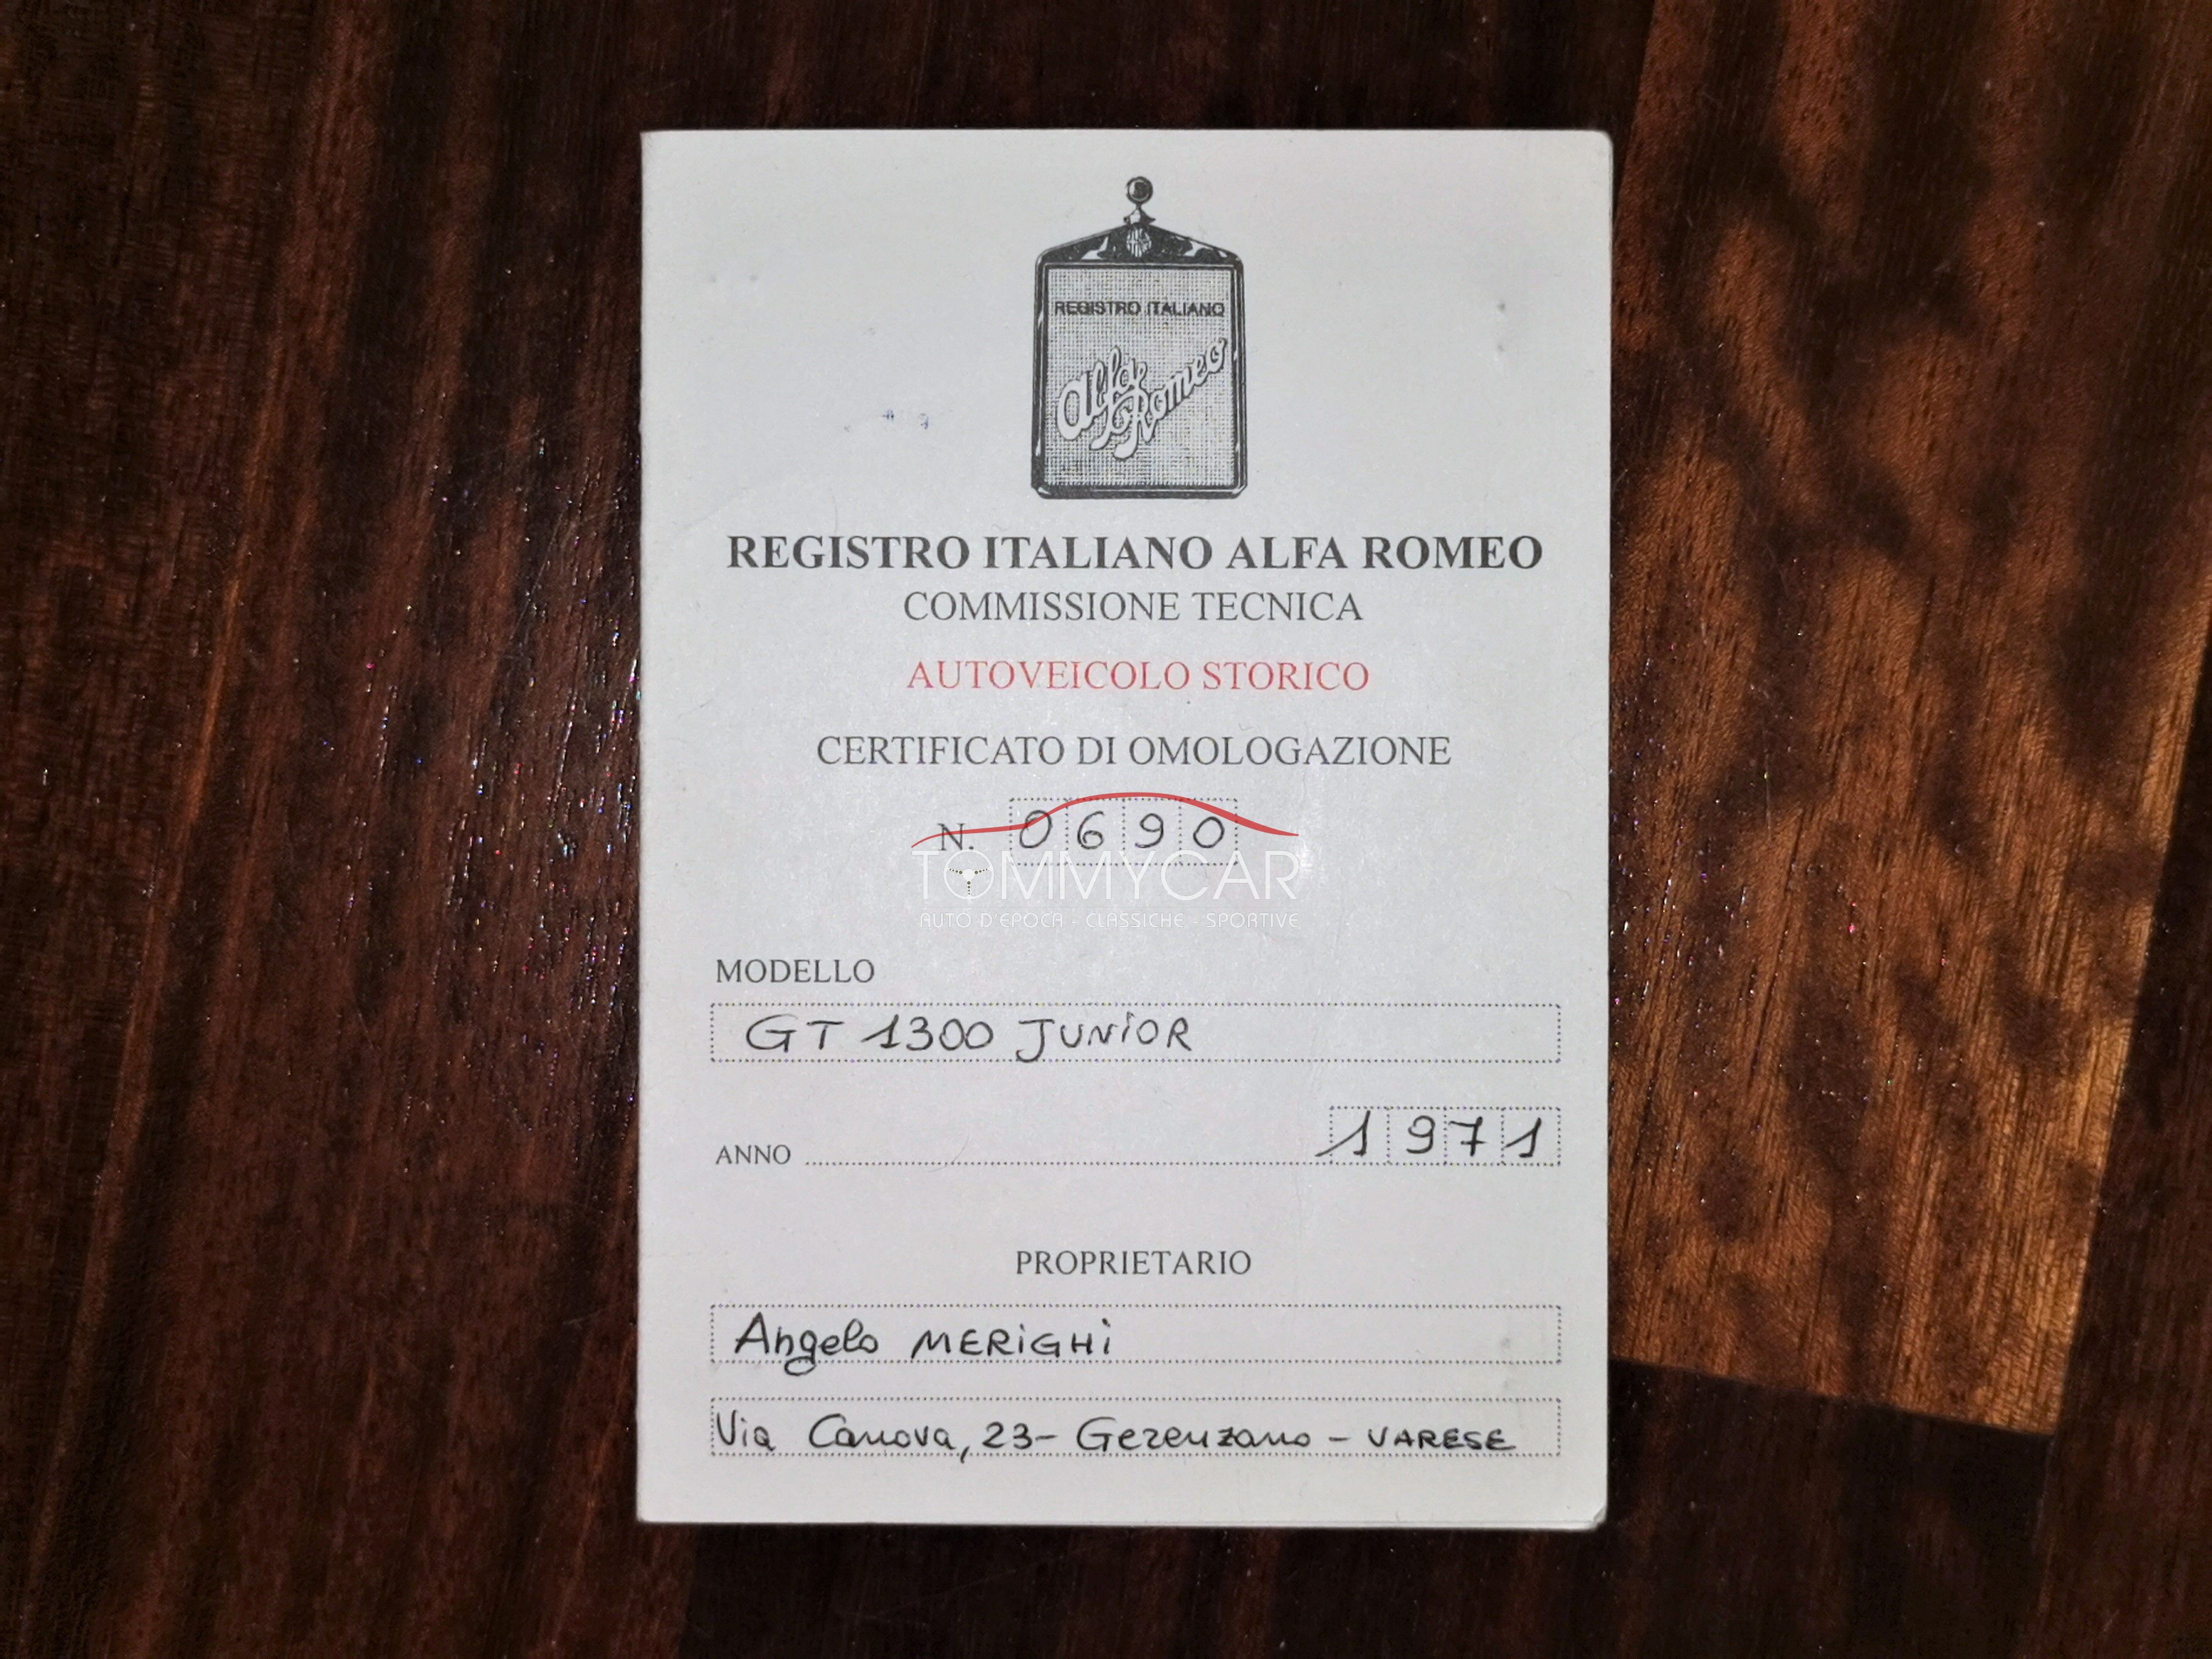 REGISTRO ITALIANO
Alfa Romeo
REGISTRO ITALIANO ALFA ROMEO
COMMISSIONE TECNICA
AUTOVEICOLO STORICO
CERTIFICATO DI OMOLOGAZIONE
N. 0690
TOMMYCAR
AUTO D'EPOCA - CLASSICHE - SPORTIVE
MODELLO
GT 1300 JUNIOR
ANNO 1971
PROPRIETARIO
Angelo MERIGHI
Via Canova, 23 - Gerenzano - VARESE